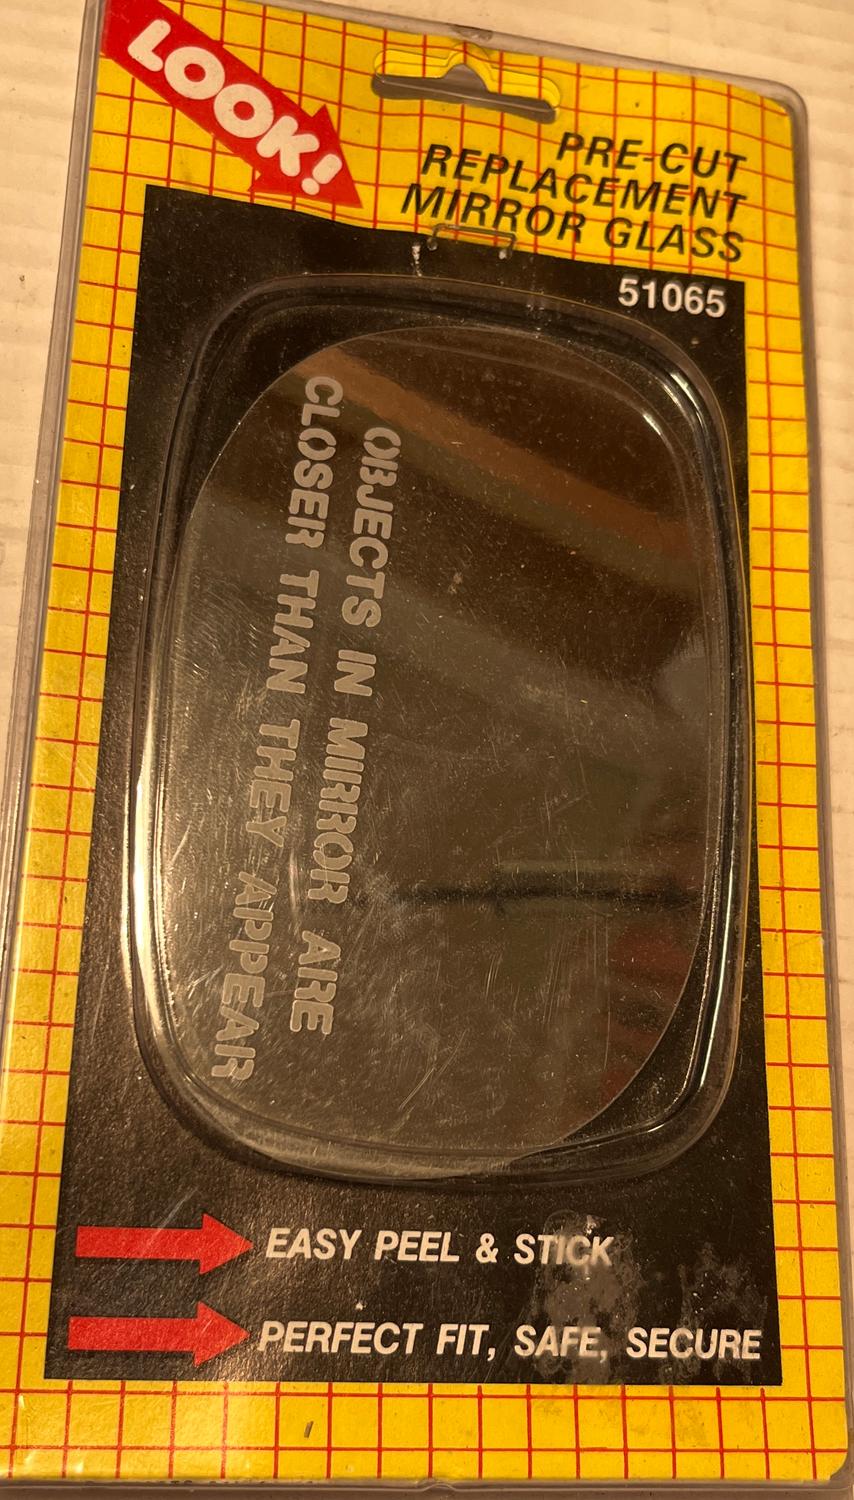 LOOK!
PRE-CUT
REPLACEMENT
MIRROR GLASS
51065
OBJECTS IN MIRROR ARE
CLOSER THAN THEY APPEAR
EASY PEEL & STICK
PERFECT FIT, SAFE, SECURE